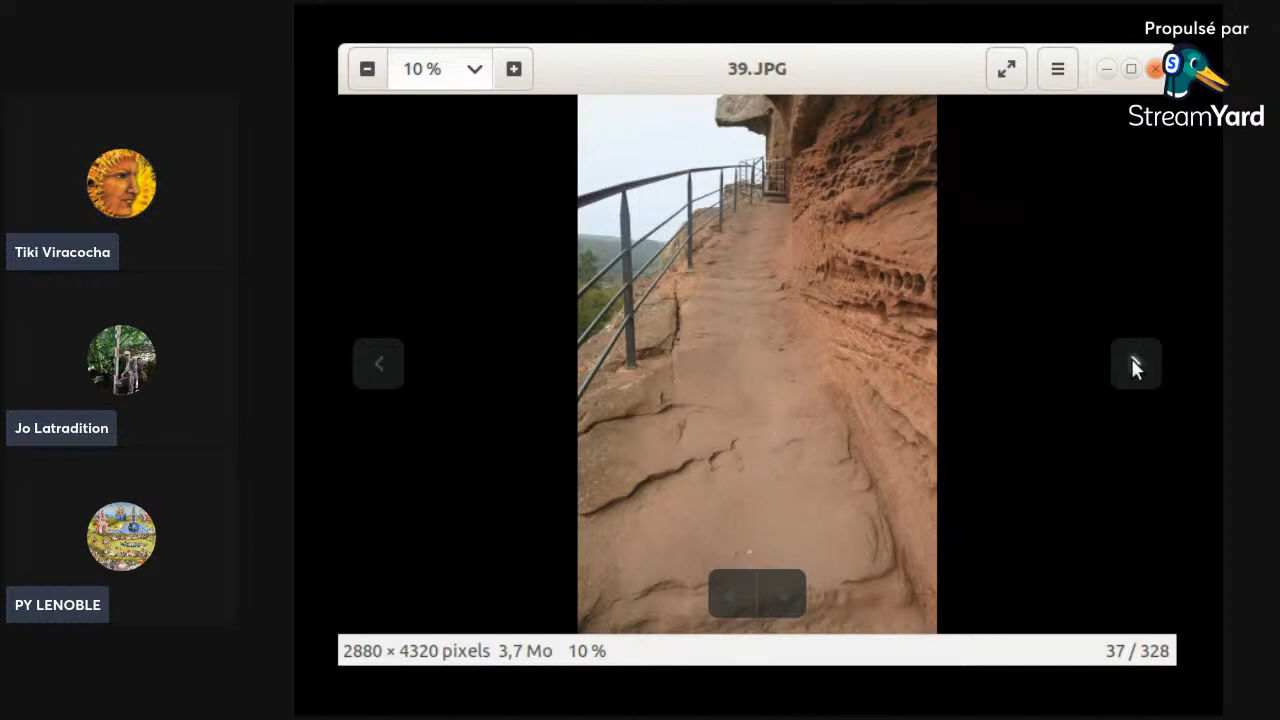 Propulsé par
StreamYard
10 %
39.JPG
Tiki Viracocha
Jo Latradition
PY LENOBLE
2880 × 4320 pixels 3,7 Mo 10 %
37 / 328